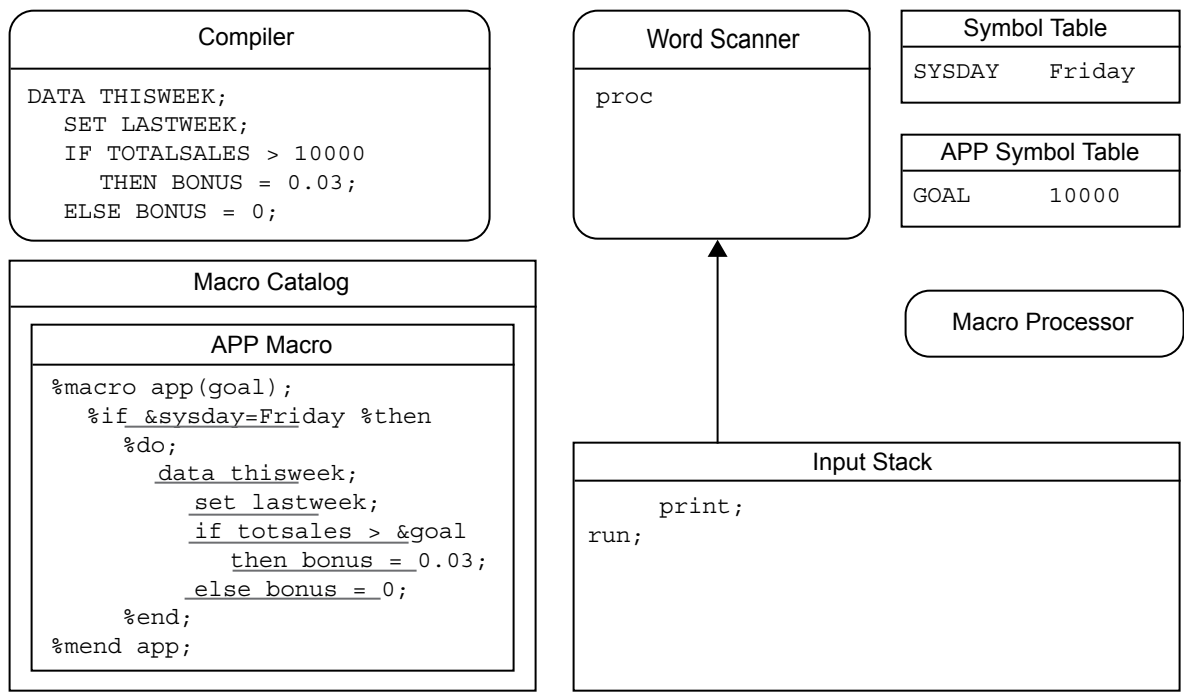 Compiler
DATA THISWEEK;
SET LASTWEEK;
IF TOTALSALES > 10000
THEN BONUS = 0.03;
ELSE BONUS = 0;
Word Scanner
proc
Symbol Table
SYSDAY Friday
APP Symbol Table
GOAL 10000
Macro Processor
Macro Catalog
APP Macro
%macro app(goal);
%if &sysday=Friday %then
%do;
data thisweek;
set lastweek;
if totsales > &goal
then bonus = 0.03;
else bonus = 0;
%end;
%mend app;
Input Stack
print;
run;